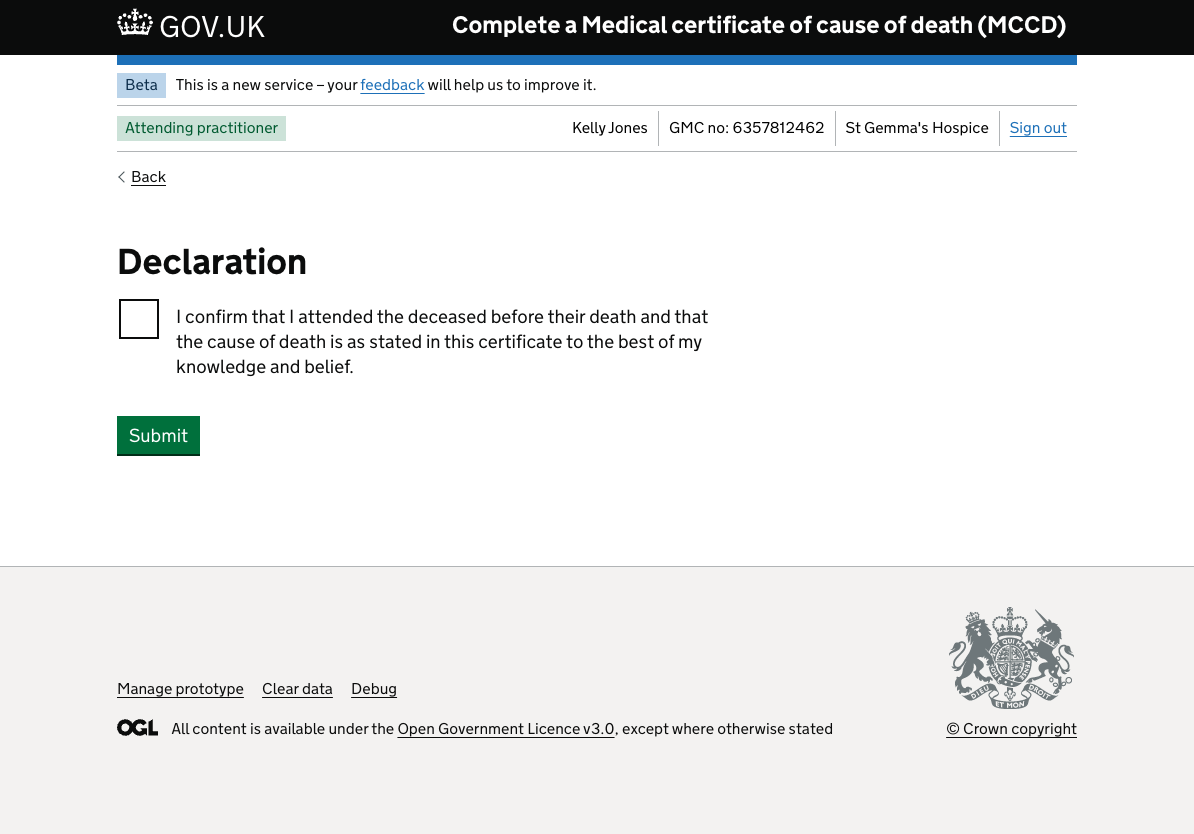 GOV.UK
Complete a Medical certificate of cause of death (MCCD)
Beta This is a new service – your feedback will help us to improve it.
Attending practitioner Kelly Jones GMC no: 6357812462 St Gemma's Hospice Sign out
Back
Declaration
I confirm that I attended the deceased before their death and that
the cause of death is as stated in this certificate to the best of my
knowledge and belief.
Submit
Manage prototype Clear data Debug
DIEU ET MON DROIT
OGL All content is available under the Open Government Licence v3.0, except where otherwise stated
© Crown copyright